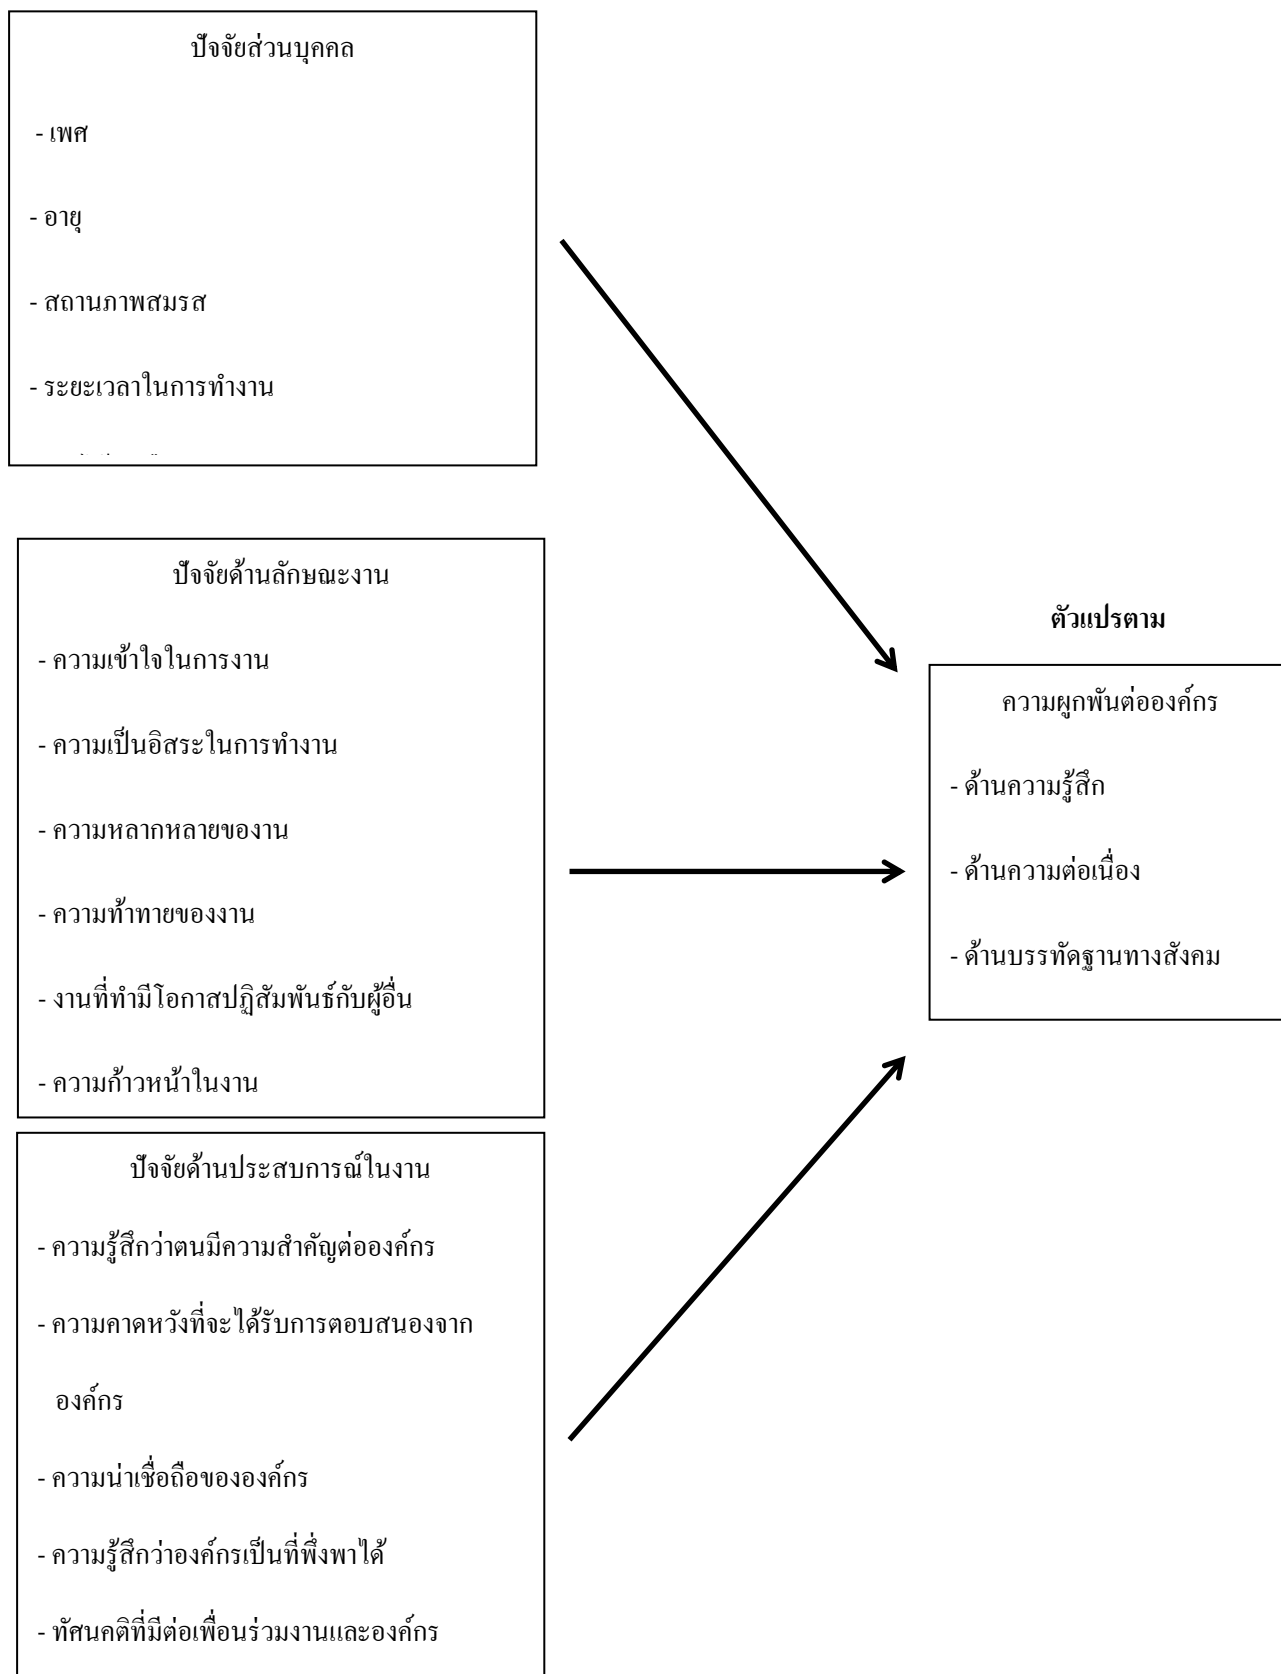 ปัจจัยส่วนบุคคล
- เพศ
- อายุ
- สถานภาพสมรส
- ระยะเวลาในการทำงาน
ปัจจัยด้านลักษณะงาน
- ความเข้าใจในการงาน
- ความเป็นอิสระในการทำงาน
- ความหลากหลายของาน
- ความท้าทายของงาน
- งานที่ทำมีโอกาสปฏิสัมพันธ์กับผู้อื่น
- ความก้าวหน้าในงาน
ปัจจัยด้านประสบการณ์ในงาน
- ความรู้สึกว่าตนมีความสำคัญต่อองค์กร
- ความคาดหวังที่จะได้รับการตอบสนองจาก
องค์กร
- ความน่าเชื่อถือขององค์กร
- ความรู้สึกว่าองค์กรเป็นที่พึ่งพาได้
- ทัศนคติที่มีต่อเพื่อนร่วมงานและองค์กร
ตัวแปรตาม
ความผูกพันต่อองค์กร
- ด้านความรู้สึก
- ด้านความต่อเนื่อง
- ด้านบรรทัดฐานทางสังคม